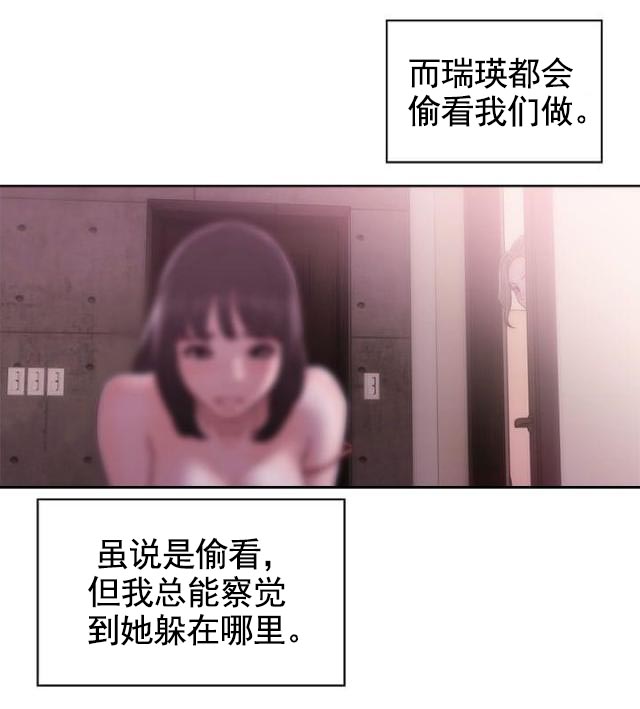 而瑞瑛都会
偷看我们做。
虽说是偷看，
但我总能察觉
到她躲在哪里。